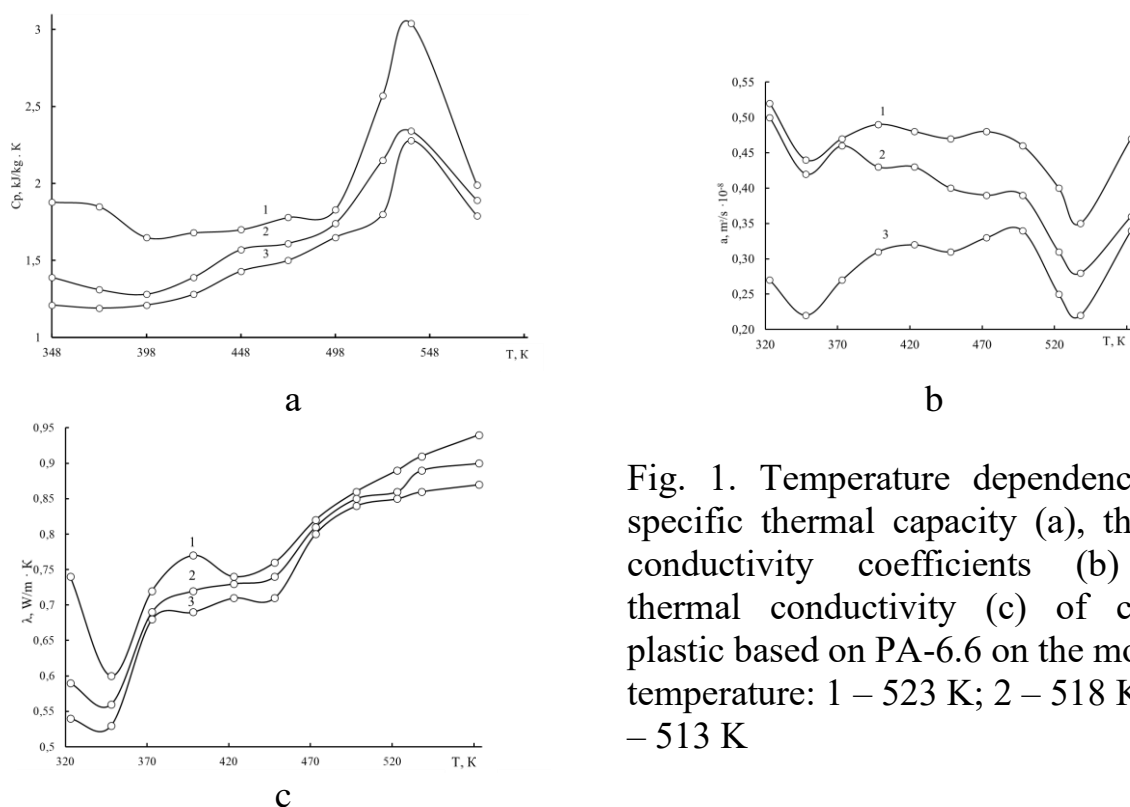 3
2,5
2
1,5
1
Cp, kJ/kg . K
1
2
3
348
398
448
498
548
T, K
a
0,55
0,50
0,45
0,40
0,35
0,30
0,25
0,20
a, m²/s ·10⁻⁸
1
2
3
320
370
420
470
520
T, K
b
0,95
0,9
0,85
0,8
0,75
0,7
0,65
0,6
0,55
0,5
λ, W/m · K
1
2
3
320
370
420
470
520
T, K
c
Fig. 1. Temperature dependenc
specific thermal capacity (a), th
conductivity coefficients (b)
thermal conductivity (c) of c
plastic based on PA-6.6 on the mo
temperature: 1 – 523 K; 2 – 518 K
– 513 K